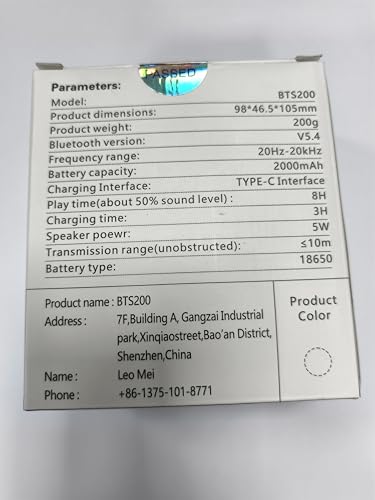 PASSED
Parameters:
Model: BTS200
Product dimensions: 98*46.5*105mm
Product weight: 200g
Bluetooth version: V5.4
Frequency range: 20Hz-20kHz
Battery capacity: 2000mAh
Charging Interface: TYPE-C Interface
Play time(about 50% sound level) : 8H
Charging time: 3H
Speaker poewr: 5W
Transmission range(unobstructed): ≤10m
Battery type: 18650
Product name : BTS200
Address : 7F,Building A, Gangzai Industrial
park,Xinqiaostreet,Bao'an District,
Shenzhen,China
Name : Leo Mei
Phone : +86-1375-101-8771
Product
Color